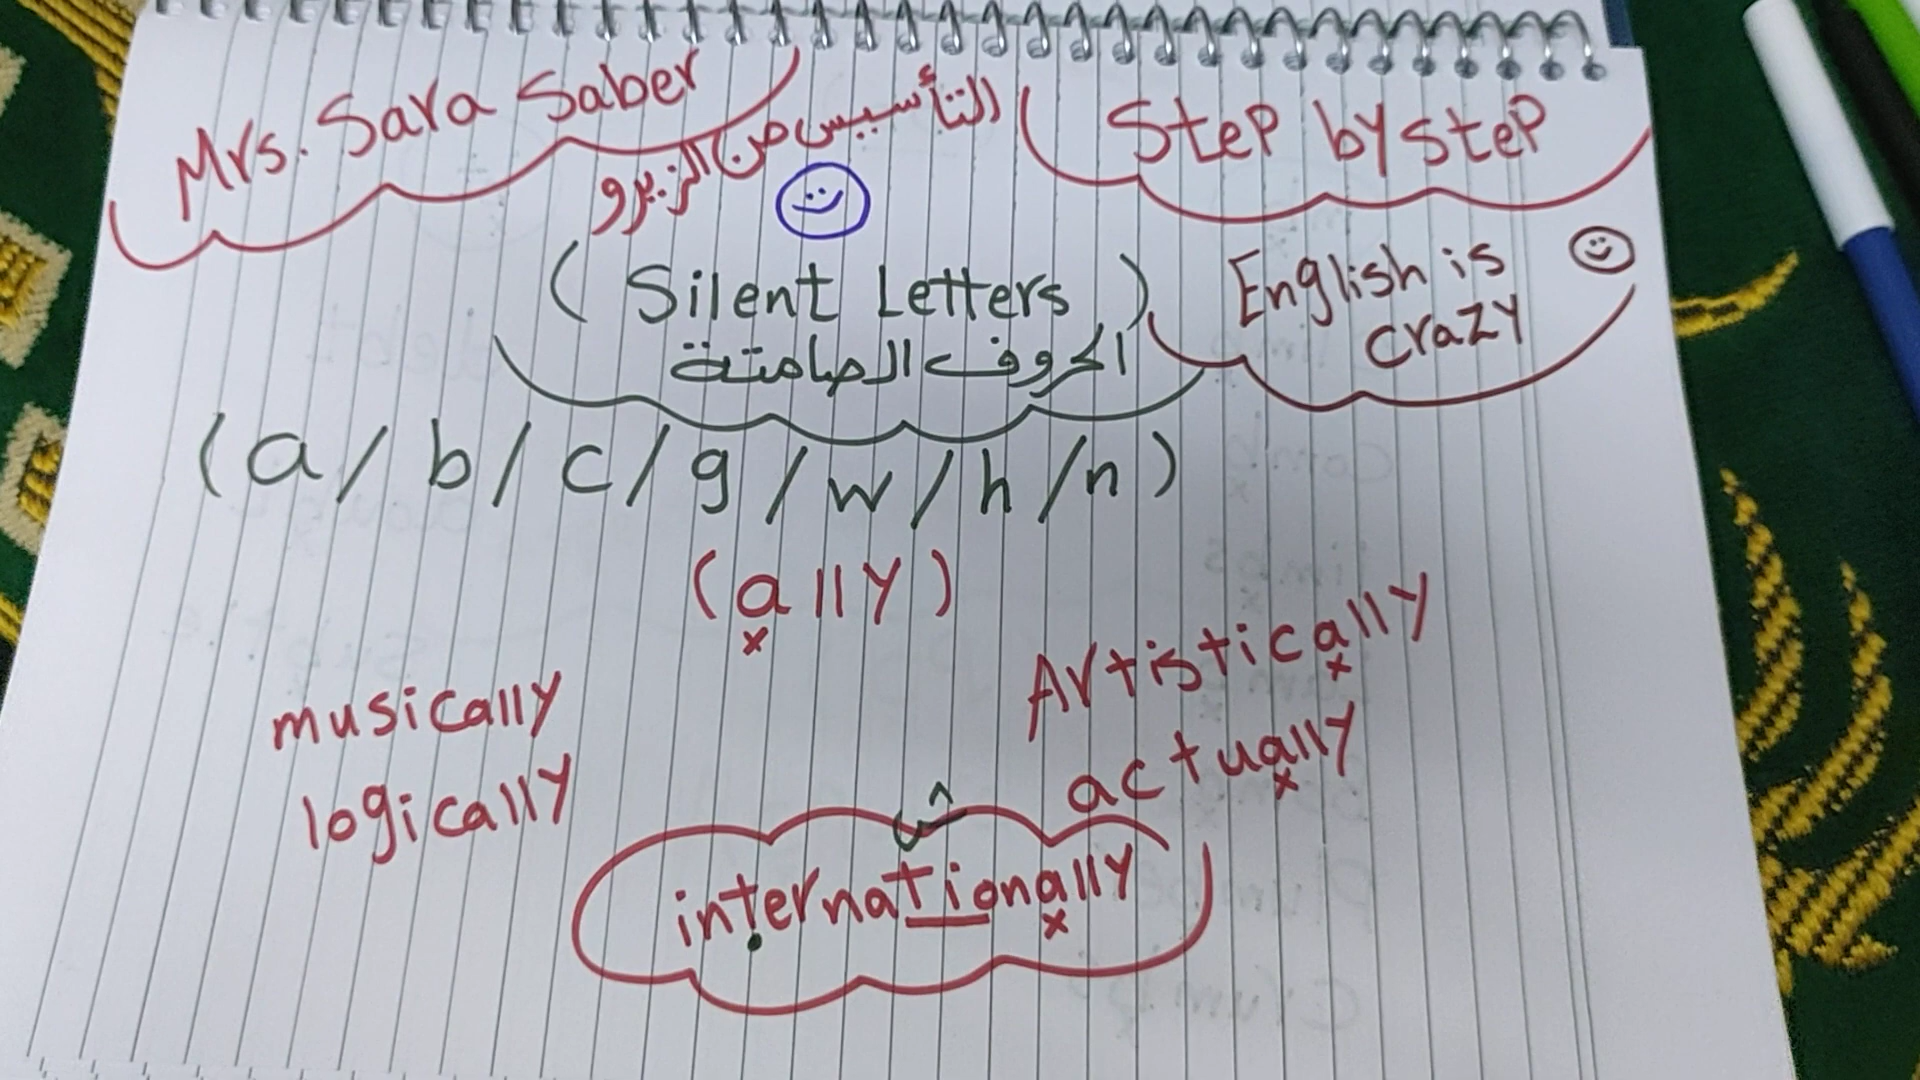 Mrs. Sara Saber
التأسيس من الزيرو
Step by step
(Silent Letters)
الحروف الصامتة
English is
crazy
(a/b/c/g/w/h/n)
(ally)
x
musically
logically
Artistically
x
actually
x
internationally
x